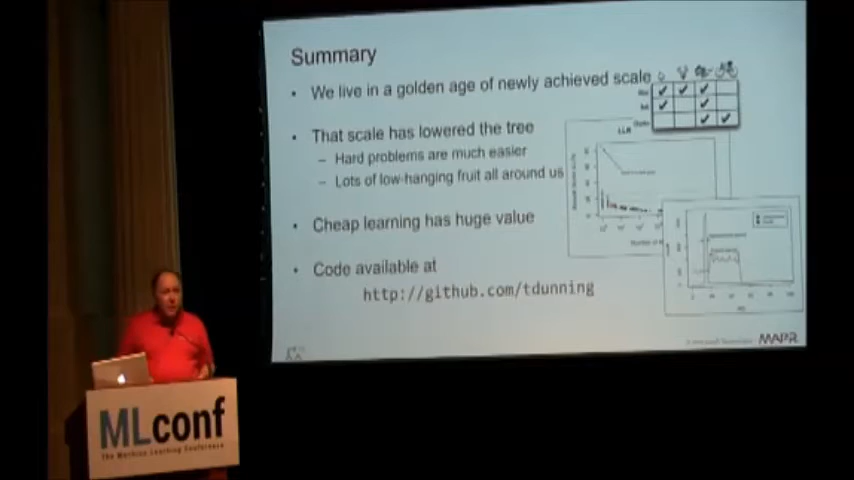 Summary
• We live in a golden age of newly achieved scale
• That scale has lowered the tree
– Hard problems are much easier
– Lots of low-hanging fruit all around us
• Cheap learning has huge value
• Code available at
http://github.com/tdunning
LLR
MAPR
MLconf
The Machine Learning Conference